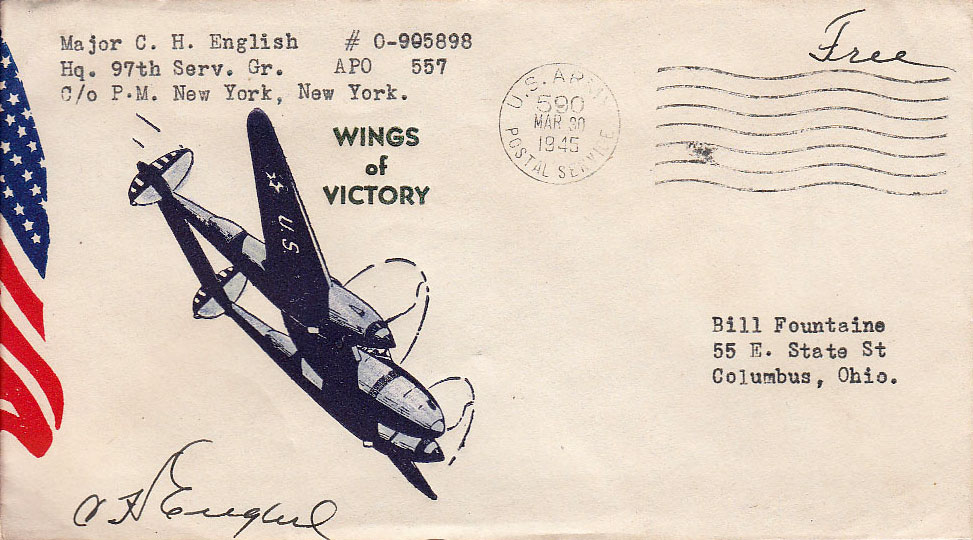 Major C. H. English # O-905898
Hq. 97th Serv. Gr. APO 557
C/o P.M. New York, New York.
Free
U.S. ARMY
590
MAR 30
1945
POSTAL SERVICE
WINGS
of
VICTORY
U.S
Bill Fountaine
55 E. State St
Columbus, Ohio.
C H English